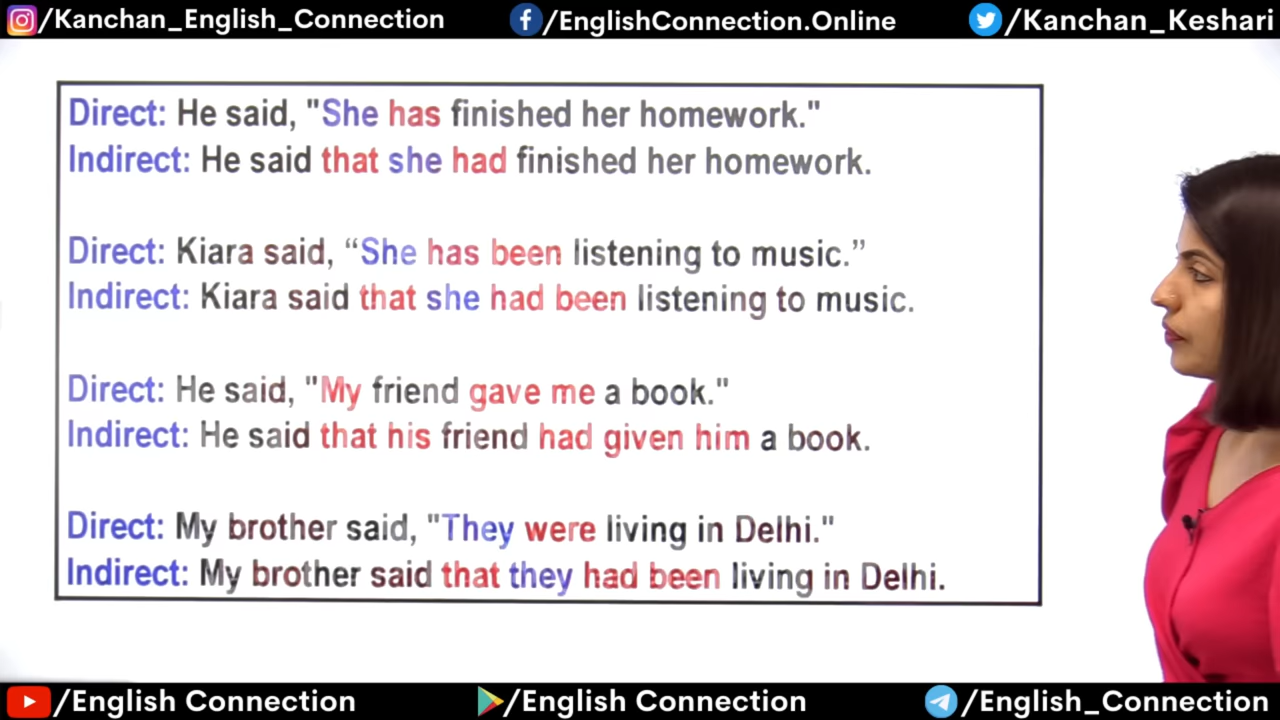 /Kanchan_English_Connection
/EnglishConnection.Online
/Kanchan_Keshari
Direct: He said, "She has finished her homework."
Indirect: He said that she had finished her homework.
Direct: Kiara said, “She has been listening to music.”
Indirect: Kiara said that she had been listening to music.
Direct: He said, "My friend gave me a book."
Indirect: He said that his friend had given him a book.
Direct: My brother said, "They were living in Delhi."
Indirect: My brother said that they had been living in Delhi.
/English Connection
/English Connection
/English_Connection